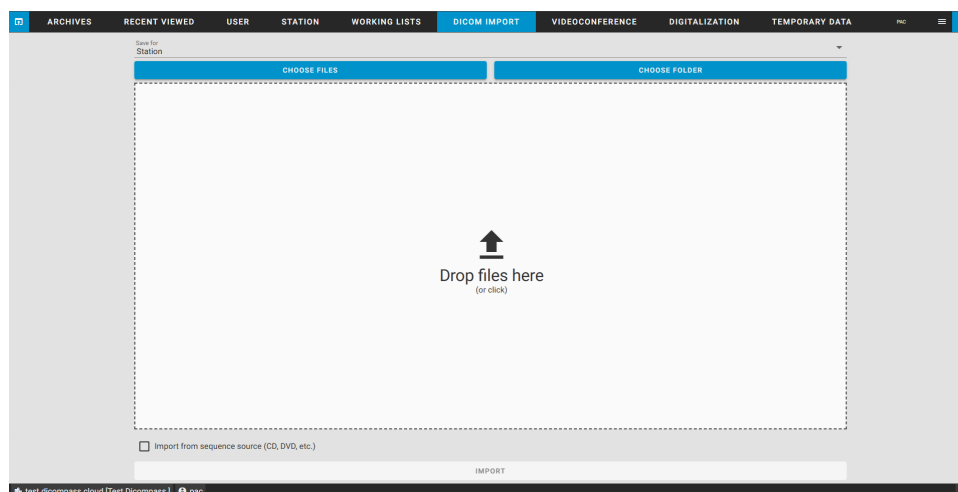 ARCHIVES RECENT VIEWED USER STATION WORKING LISTS DICOM IMPORT VIDEOCONFERENCE DIGITALIZATION TEMPORARY DATA PAC
Save for
Station
CHOOSE FILES CHOOSE FOLDER
Drop files here
(or click)
Import from sequence source (CD, DVD, etc.)
IMPORT
test dicompass cloud [Test Dicompass ] pac